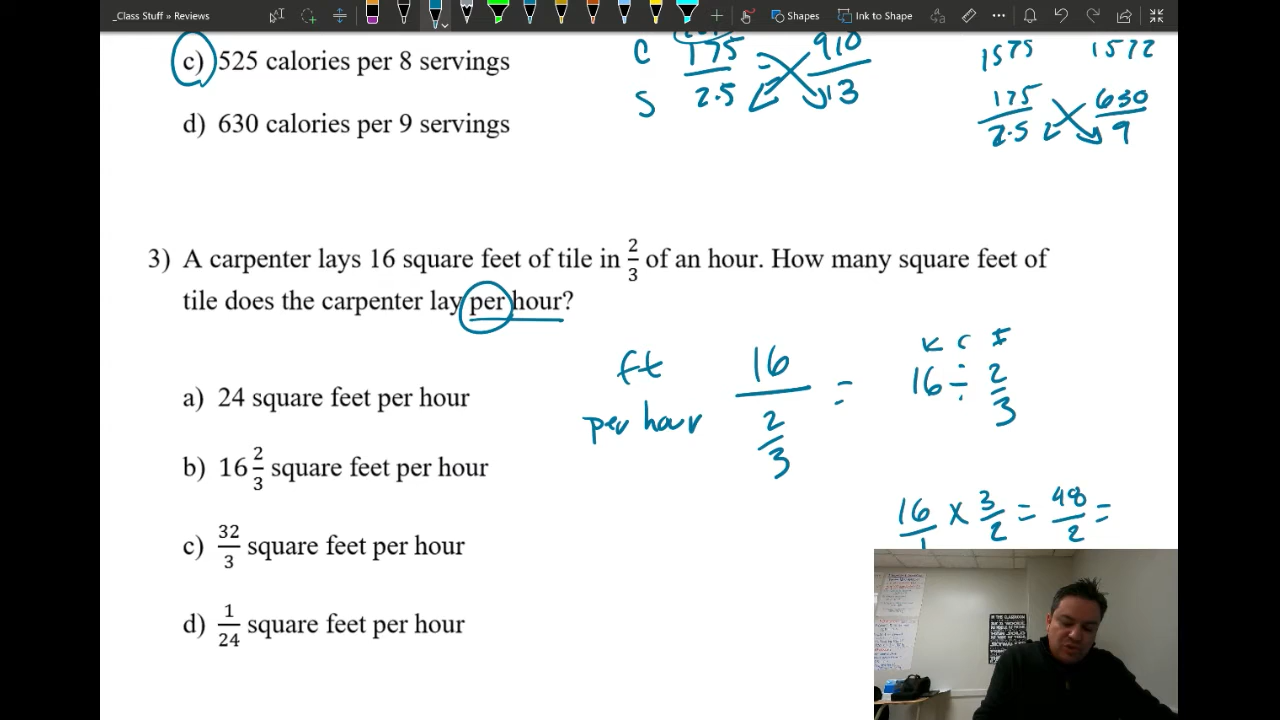 _Class Stuff » Reviews
Shapes
Ink to Shape
c) 525 calories per 8 servings
d) 630 calories per 9 servings
C 175 = 910
S 2.5 13
1575 1572
175 630
2.5 9
3) A carpenter lays 16 square feet of tile in 2/3 of an hour. How many square feet of
tile does the carpenter lay per hour?
K C F
ft 16 = 16 ÷ 2/3
per hour 2/3
16/1 x 3/2 = 48/2 =
a) 24 square feet per hour
b) 16 2/3 square feet per hour
c) 32/3 square feet per hour
d) 1/24 square feet per hour